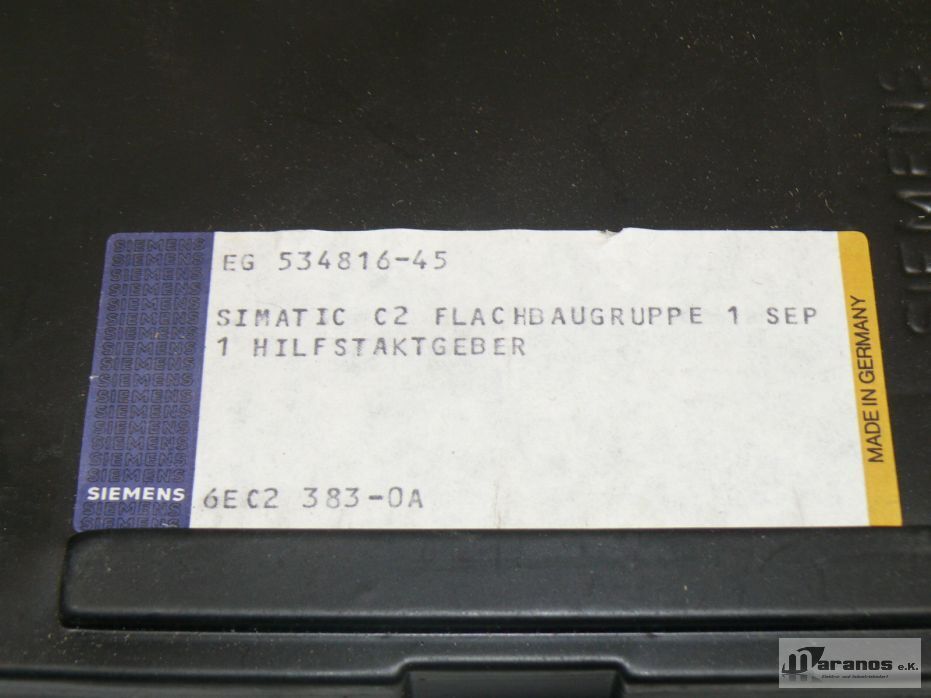 SIEMENS
EG 534816-45
SIMATIC C2 FLACHBAUGRUPPE 1 SEP
1 HILFSTAKTGEBER
SIEMENS
6EC2 383-0A
MADE IN GERMANY
SIEMENS
maranos e.K.